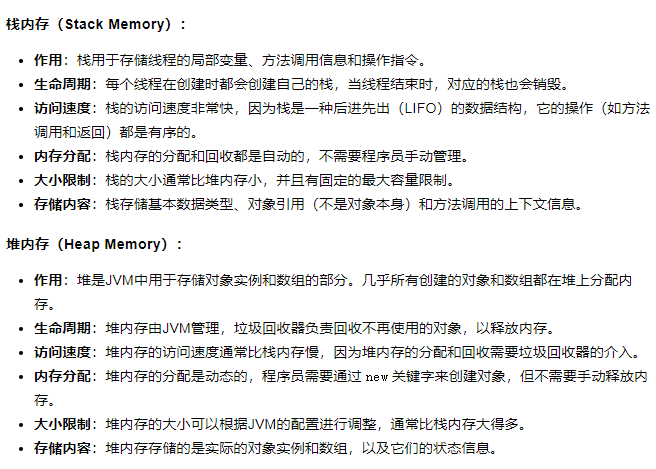 栈内存（Stack Memory）：
• 作用：栈用于存储线程的局部变量、方法调用信息和操作指令。
• 生命周期：每个线程在创建时都会创建自己的栈，当线程结束时，对应的栈也会销毁。
• 访问速度：栈的访问速度非常快，因为栈是一种后进先出（LIFO）的数据结构，它的操作（如方法
调用和返回）都是有序的。
• 内存分配：栈内存的分配和回收都是自动的，不需要程序员手动管理。
• 大小限制：栈的大小通常比堆内存小，并且有固定的最大容量限制。
• 存储内容：栈存储基本数据类型、对象引用（不是对象本身）和方法调用的上下文信息。
堆内存（Heap Memory）：
• 作用：堆是JVM中用于存储对象实例和数组的部分。几乎所有创建的对象和数组都在堆上分配内
存。
• 生命周期：堆内存由JVM管理，垃圾回收器负责回收不再使用的对象，以释放内存。
• 访问速度：堆内存的访问速度通常比栈内存慢，因为堆内存的分配和回收需要垃圾回收器的介入。
• 内存分配：堆内存的分配是动态的，程序员需要通过 new 关键字来创建对象，但不需要手动释放内
存。
• 大小限制：堆内存的大小可以根据JVM的配置进行调整，通常比栈内存大得多。
• 存储内容：堆内存存储的是实际的对象实例和数组，以及它们的状态信息。